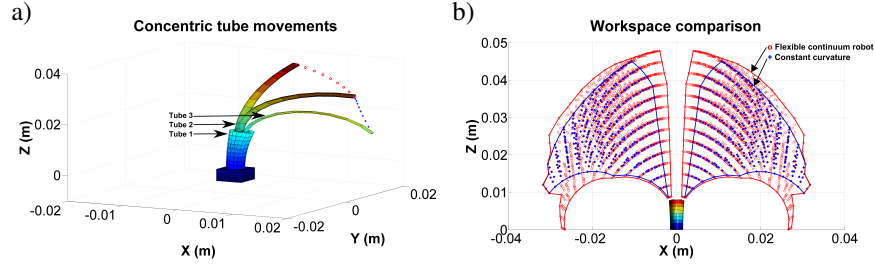 a)
Concentric tube movements
0.04
0.02
0
Z (m)
Tube 3
Tube 2
Tube 1
-0.02
-0.01
0
0.01
0.02
X (m)
-0.02
0
0.02
Y (m)
b)
Workspace comparison
Flexible continuum robot
Constant curvature
0.05
0.04
0.03
0.02
0.01
0
Z (m)
-0.04
-0.02
0
0.02
0.04
X (m)